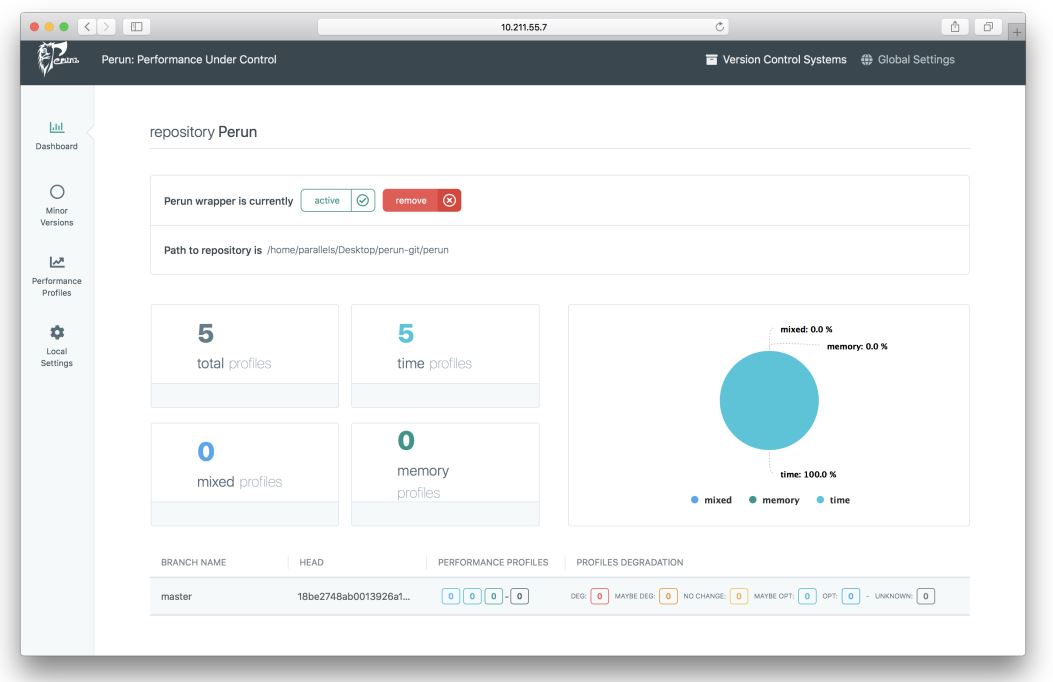 10.211.55.7
Perun
Perun: Performance Under Control
Version Control Systems
Global Settings
Dashboard
Minor
Versions
Performance
Profiles
Local
Settings
repository Perun
Perun wrapper is currently active remove
Path to repository is /home/parallels/Desktop/perun-git/perun
5
total profiles
5
time profiles
0
mixed profiles
0
memory
profiles
mixed: 0.0 %
memory: 0.0 %
time: 100.0 %
mixed memory time
BRANCH NAME HEAD PERFORMANCE PROFILES PROFILES DEGRADATION
master 18be2748ab0013926a1... 0 0 0 - 0 DEG: 0 MAYBE DEG: 0 NO CHANGE: 0 MAYBE OPT: 0 OPT: 0 - UNKNOWN: 0